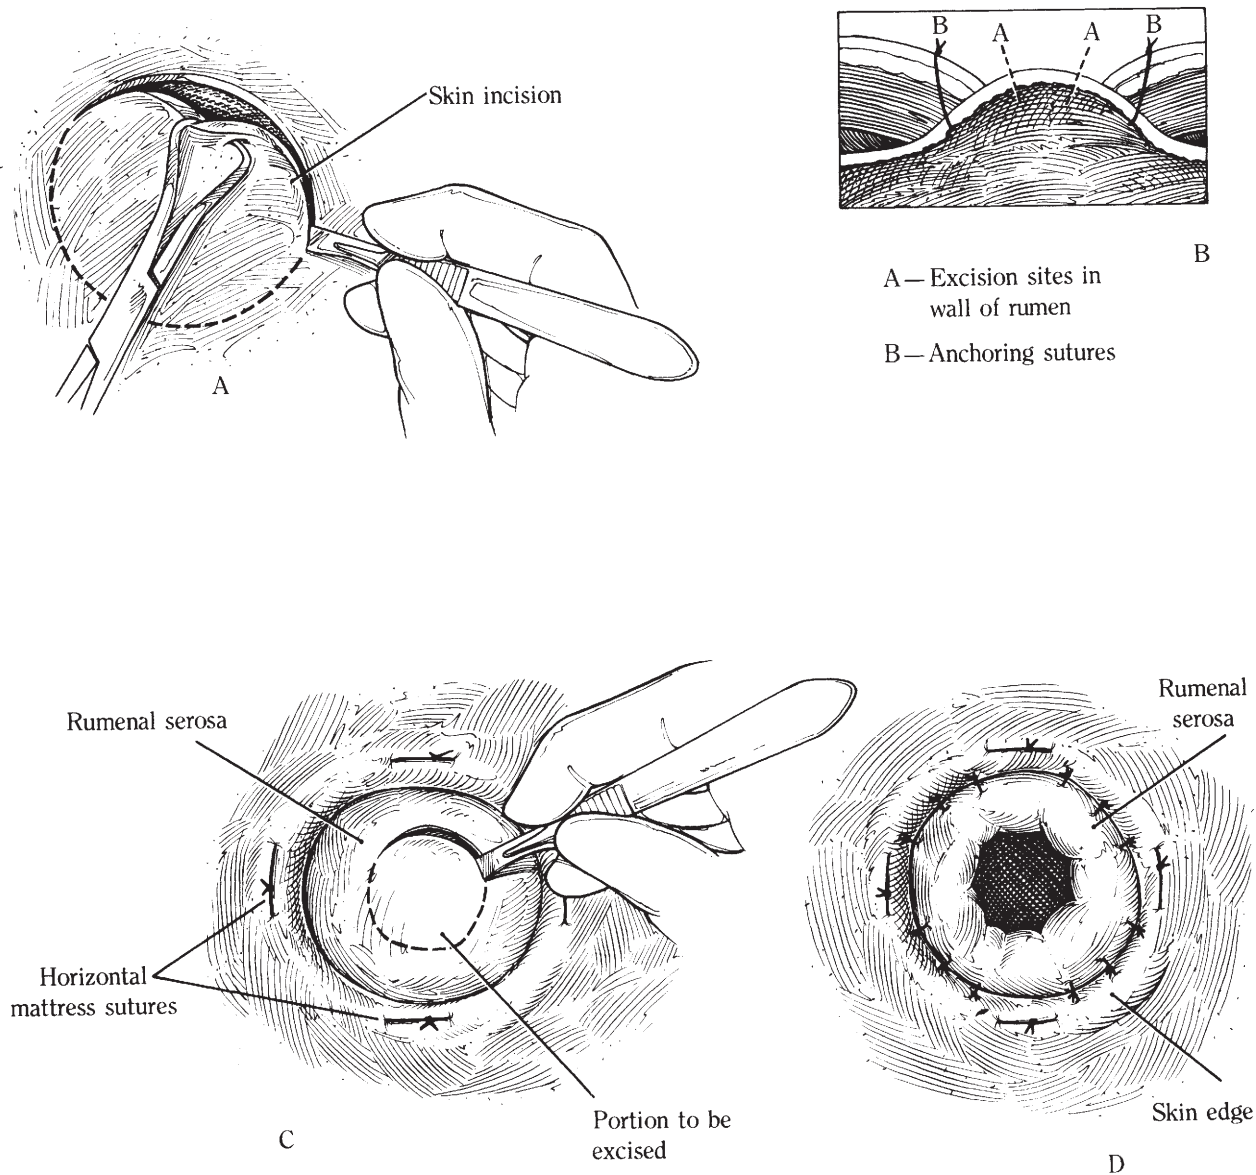 Skin incision
A
B
A
A
B
B
A — Excision sites in
wall of rumen
B — Anchoring sutures
Rumenal serosa
Horizontal
mattress sutures
Portion to be
excised
C
Rumenal
serosa
Skin edge
D